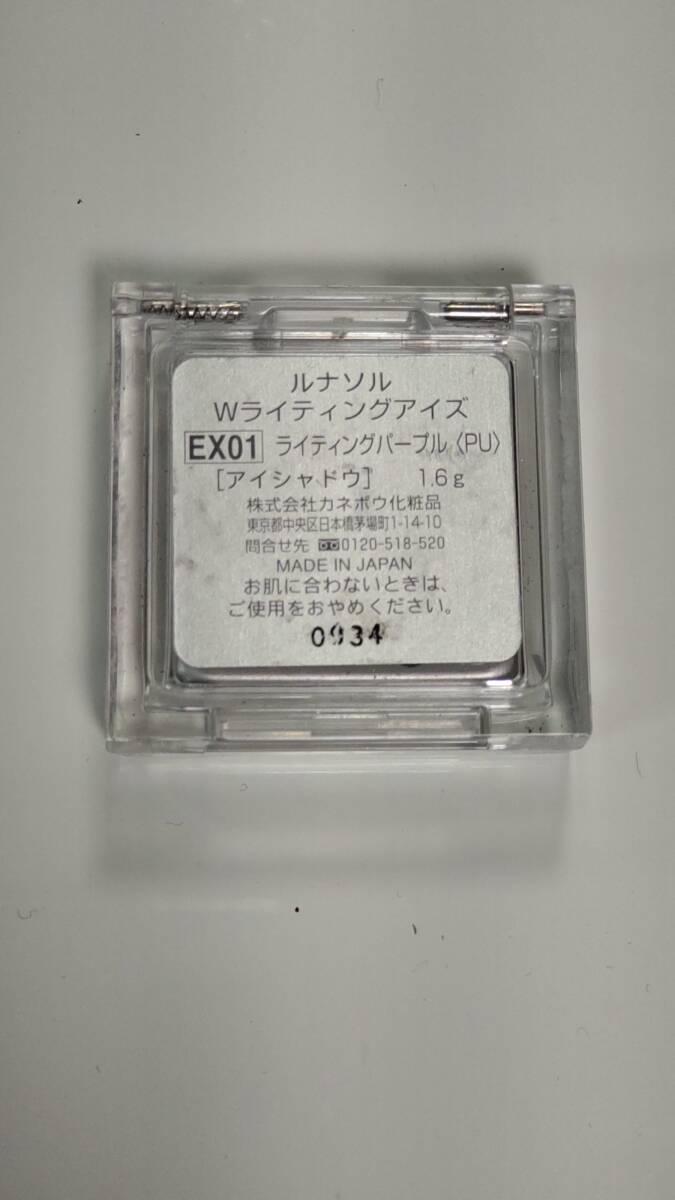 ルナソル
Wライティングアイズ
EX01 ライティングパープル〈PU〉
[アイシャドウ] 1.6g
株式会社カネボウ化粧品
東京都中央区日本橋茅場町1-14-10
問合せ先 0120-518-520
MADE IN JAPAN
お肌に合わないときは、
ご使用をおやめください。
0934